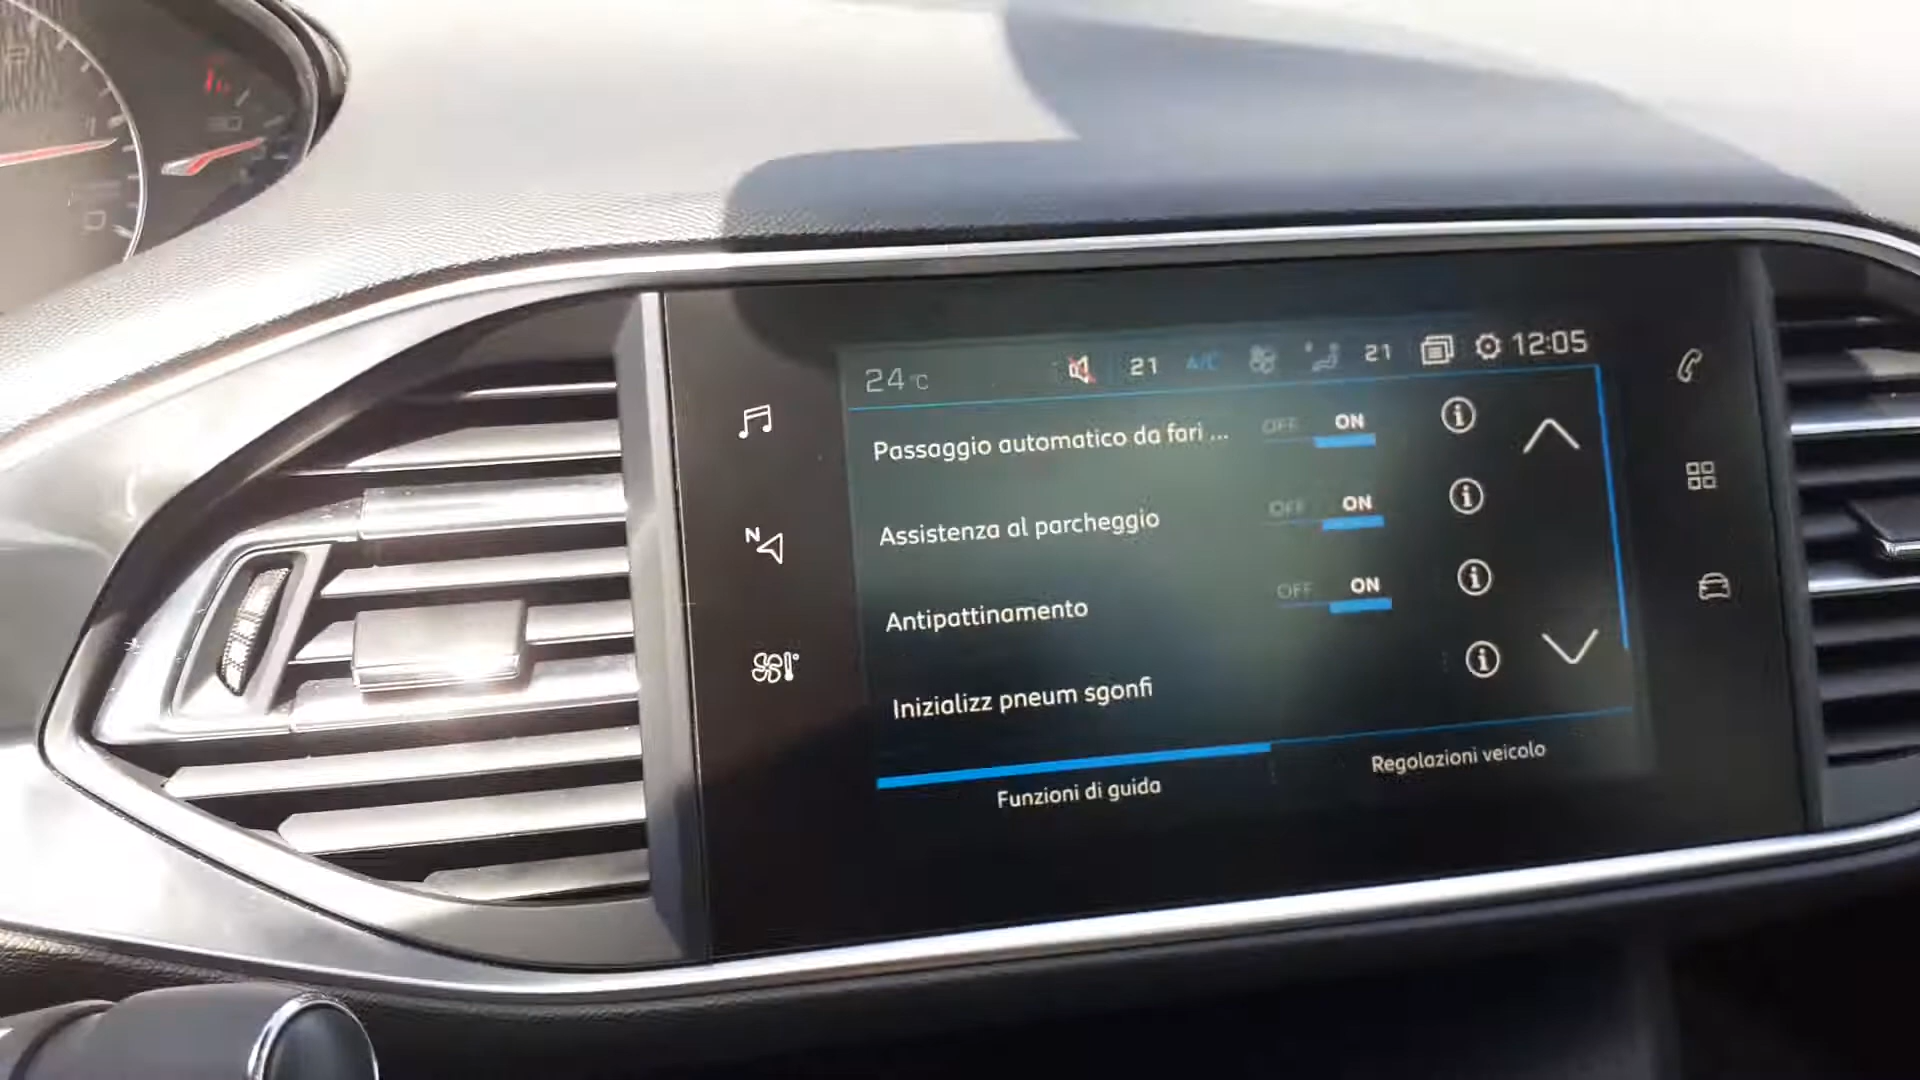 24°C 21 A/C 21 12:05
Passaggio automatico da fari ... OFF ON
Assistenza al parcheggio OFF ON
Antipattinamento OFF ON
Inizializz pneum sgonfi
Funzioni di guida Regolazioni veicolo
N